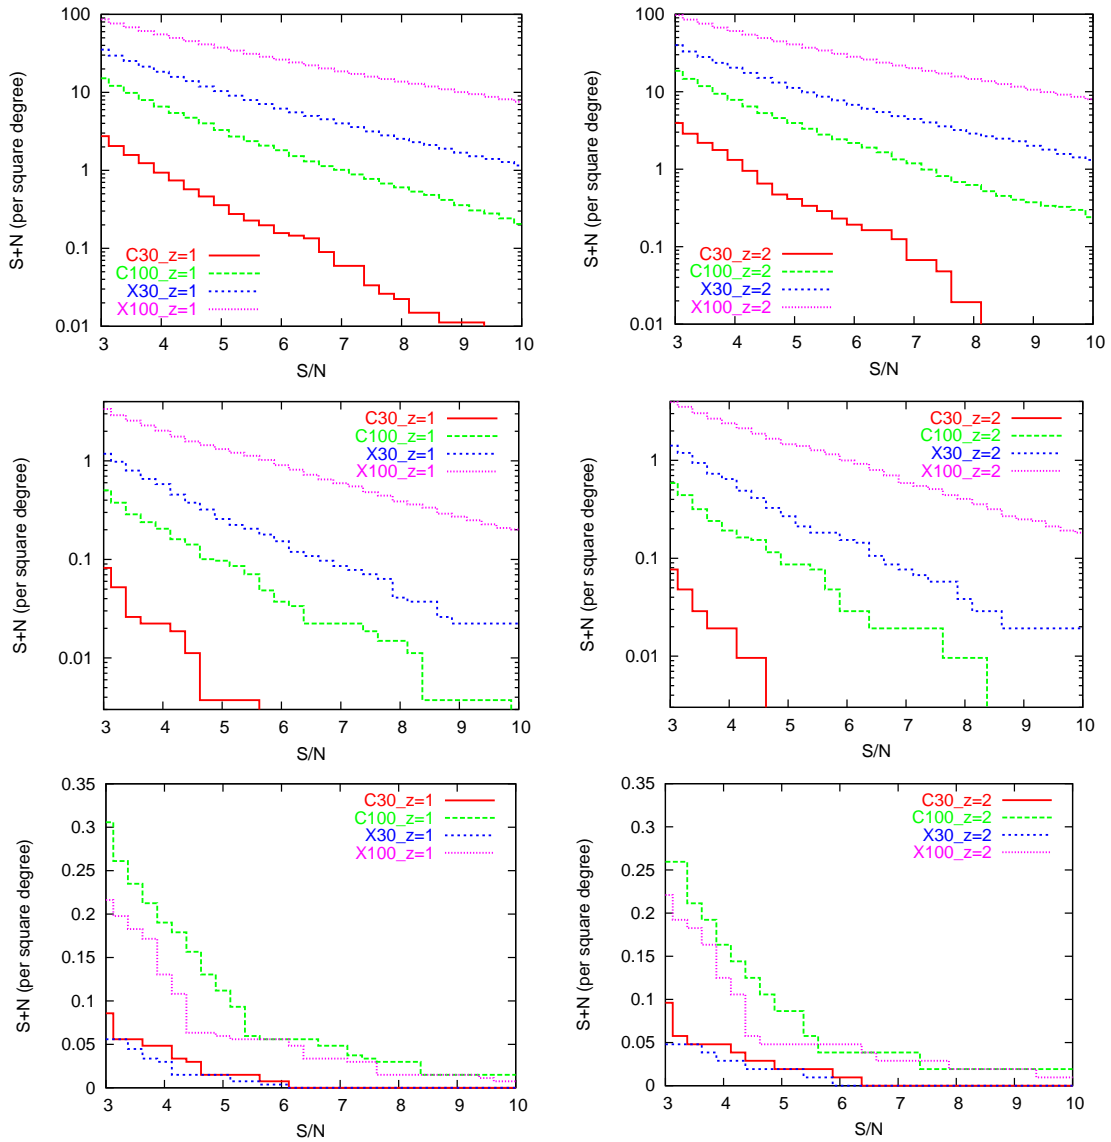 S+N (per square degree)
100
10
1
0.1
0.01
C30_z=1
C100_z=1
X30_z=1
X100_z=1
3 4 5 6 7 8 9 10
S/N
S+N (per square degree)
100
10
1
0.1
0.01
C30_z=2
C100_z=2
X30_z=2
X100_z=2
3 4 5 6 7 8 9 10
S/N
S+N (per square degree)
1
0.1
0.01
C30_z=1
C100_z=1
X30_z=1
X100_z=1
3 4 5 6 7 8 9 10
S/N
S+N (per square degree)
1
0.1
0.01
C30_z=2
C100_z=2
X30_z=2
X100_z=2
3 4 5 6 7 8 9 10
S/N
S+N (per square degree)
0.35
0.3
0.25
0.2
0.15
0.1
0.05
0
C30_z=1
C100_z=1
X30_z=1
X100_z=1
3 4 5 6 7 8 9 10
S/N
S+N (per square degree)
0.35
0.3
0.25
0.2
0.15
0.1
0.05
0
C30_z=2
C100_z=2
X30_z=2
X100_z=2
3 4 5 6 7 8 9 10
S/N